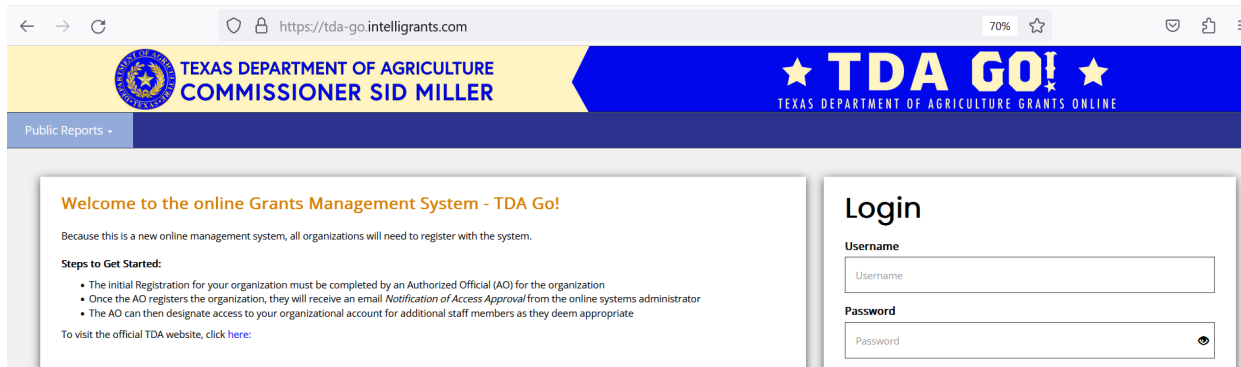 https://tda-go.intelligrants.com
70%
TEXAS DEPARTMENT OF AGRICULTURE
COMMISSIONER SID MILLER
TDA GO!
TEXAS DEPARTMENT OF AGRICULTURE GRANTS ONLINE
Public Reports
Welcome to the online Grants Management System - TDA Go!
Because this is a new online management system, all organizations will need to register with the system.
Steps to Get Started:
• The initial Registration for your organization must be completed by an Authorized Official (AO) for the organization
• Once the AO registers the organization, they will receive an email Notification of Access Approval from the online systems administrator
• The AO can then designate access to your organizational account for additional staff members as they deem appropriate
To visit the official TDA website, click here:
Login
Username
Username
Password
Password